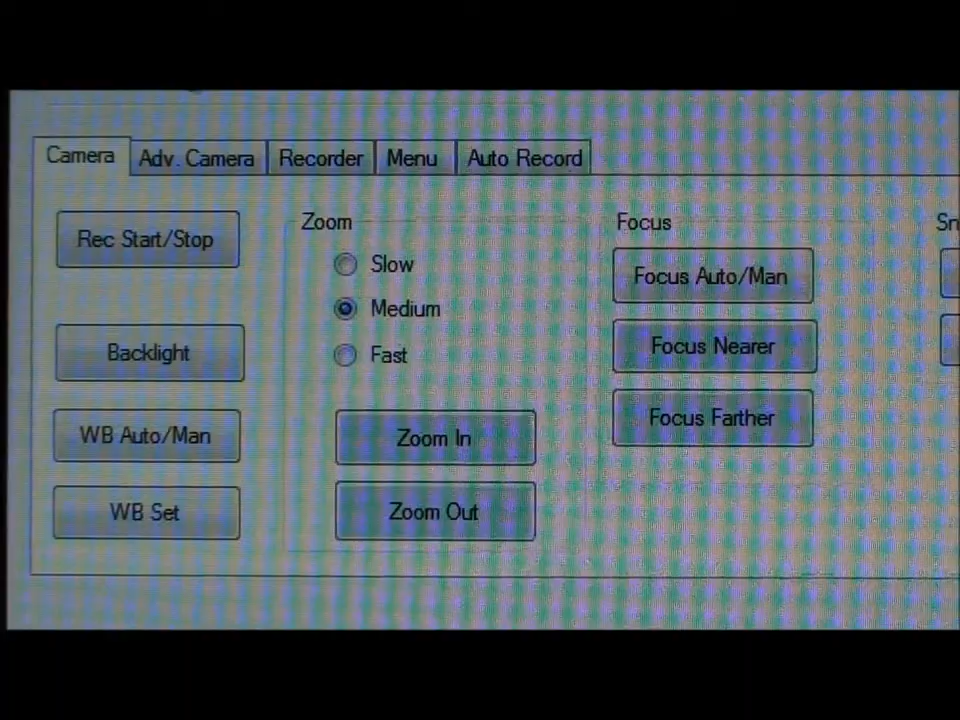 Camera
Adv. Camera
Recorder
Menu
Auto Record
Rec Start/Stop
Backlight
WB Auto/Man
WB Set
Zoom
Slow
Medium
Fast
Zoom In
Zoom Out
Focus
Focus Auto/Man
Focus Nearer
Focus Farther